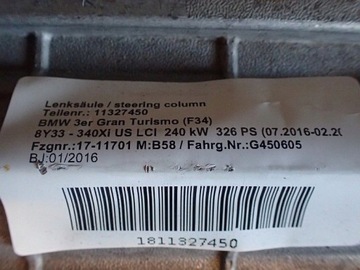 Lenksäule / steering column
Teilenr.: 11327450
BMW 3er Gran Turismo (F34)
8Y33 - 340Xi US LCI 240 kW 326 PS (07.2016-02.20
Fzgnr.:17-11701 M:B58 / Fahrg.Nr.:G450605
BJ:01/2016
1811327450